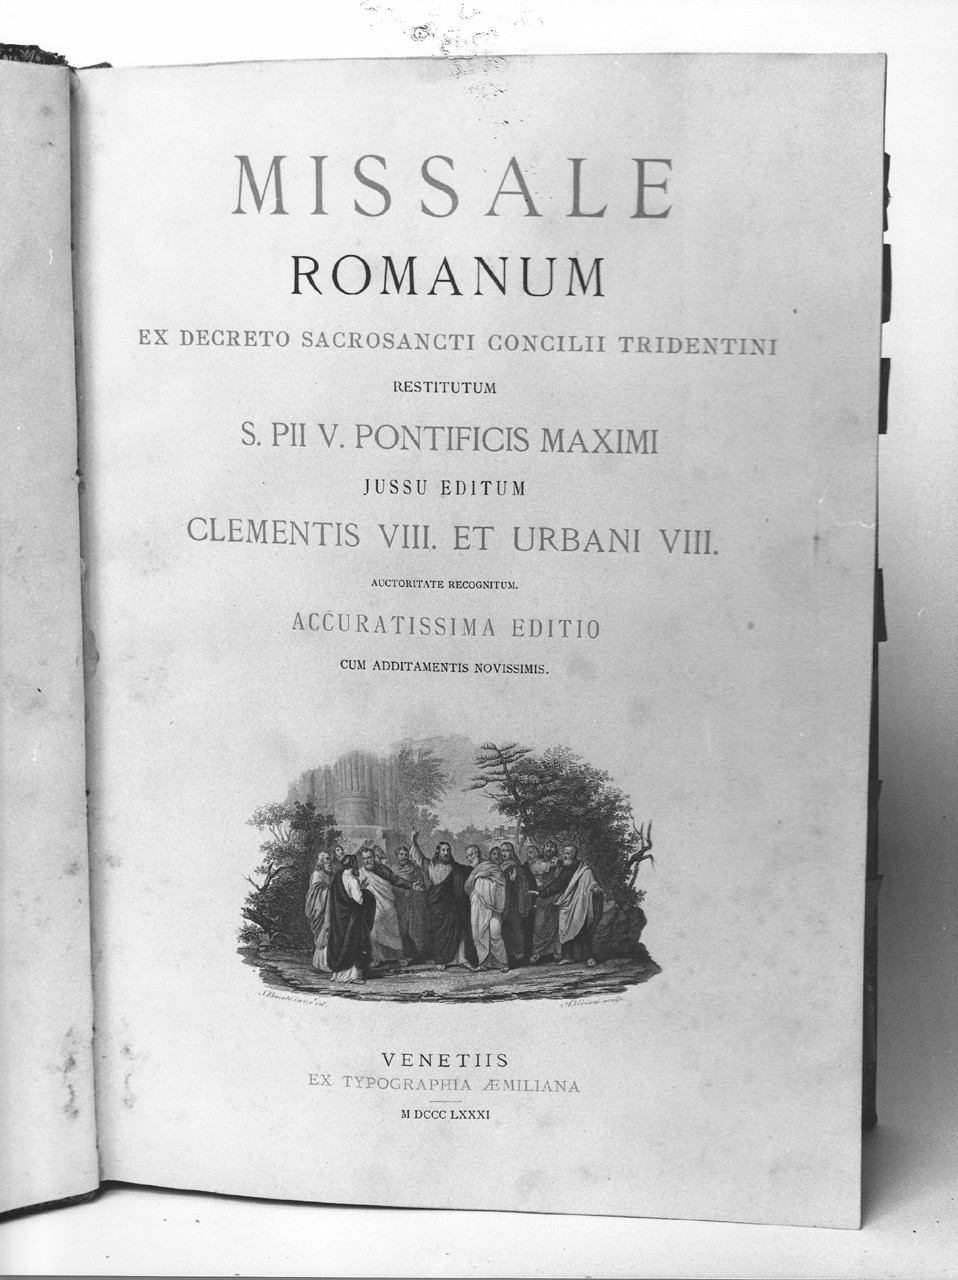 MISSALE
ROMANUM
EX DECRETO SACROSANCTI CONCILII TRIDENTINI
RESTITUTUM
S. PII V. PONTIFICIS MAXIMI
JUSSU EDITUM
CLEMENTIS VIII. ET URBANI VIII.
AUCTORITATE RECOGNITUM.
ACCURATISSIMA EDITIO
CUM ADDITAMENTIS NOVISSIMIS.
VENETIIS
EX TYPOGRAPHIA ÆMILIANA
M DCCC LXXXI